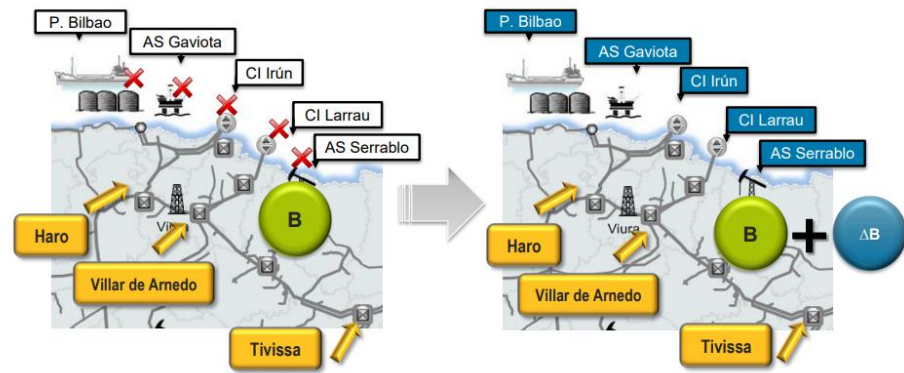 P. Bilbao
AS Gaviota
CI Irún
CI Larrau
AS Serrablo
B
Viura
Haro
Villar de Arnedo
Tivissa
P. Bilbao
AS Gaviota
CI Irún
CI Larrau
AS Serrablo
B
ΔB
Viura
Haro
Villar de Arnedo
Tivissa